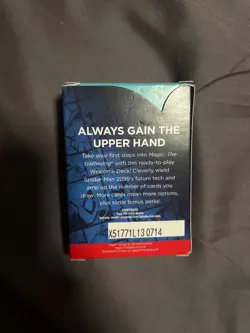 ALWAYS GAIN THE
UPPER HAND
Take your first steps into Magic: The
Gathering® with this ready-to-play
Welcome Deck! Cleverly wield
Spider-Man 2099's future tech and
amp up the number of cards you
draw. More cards mean more options,
plus some bonus perks!
CONTENTS
X51771L13 0714